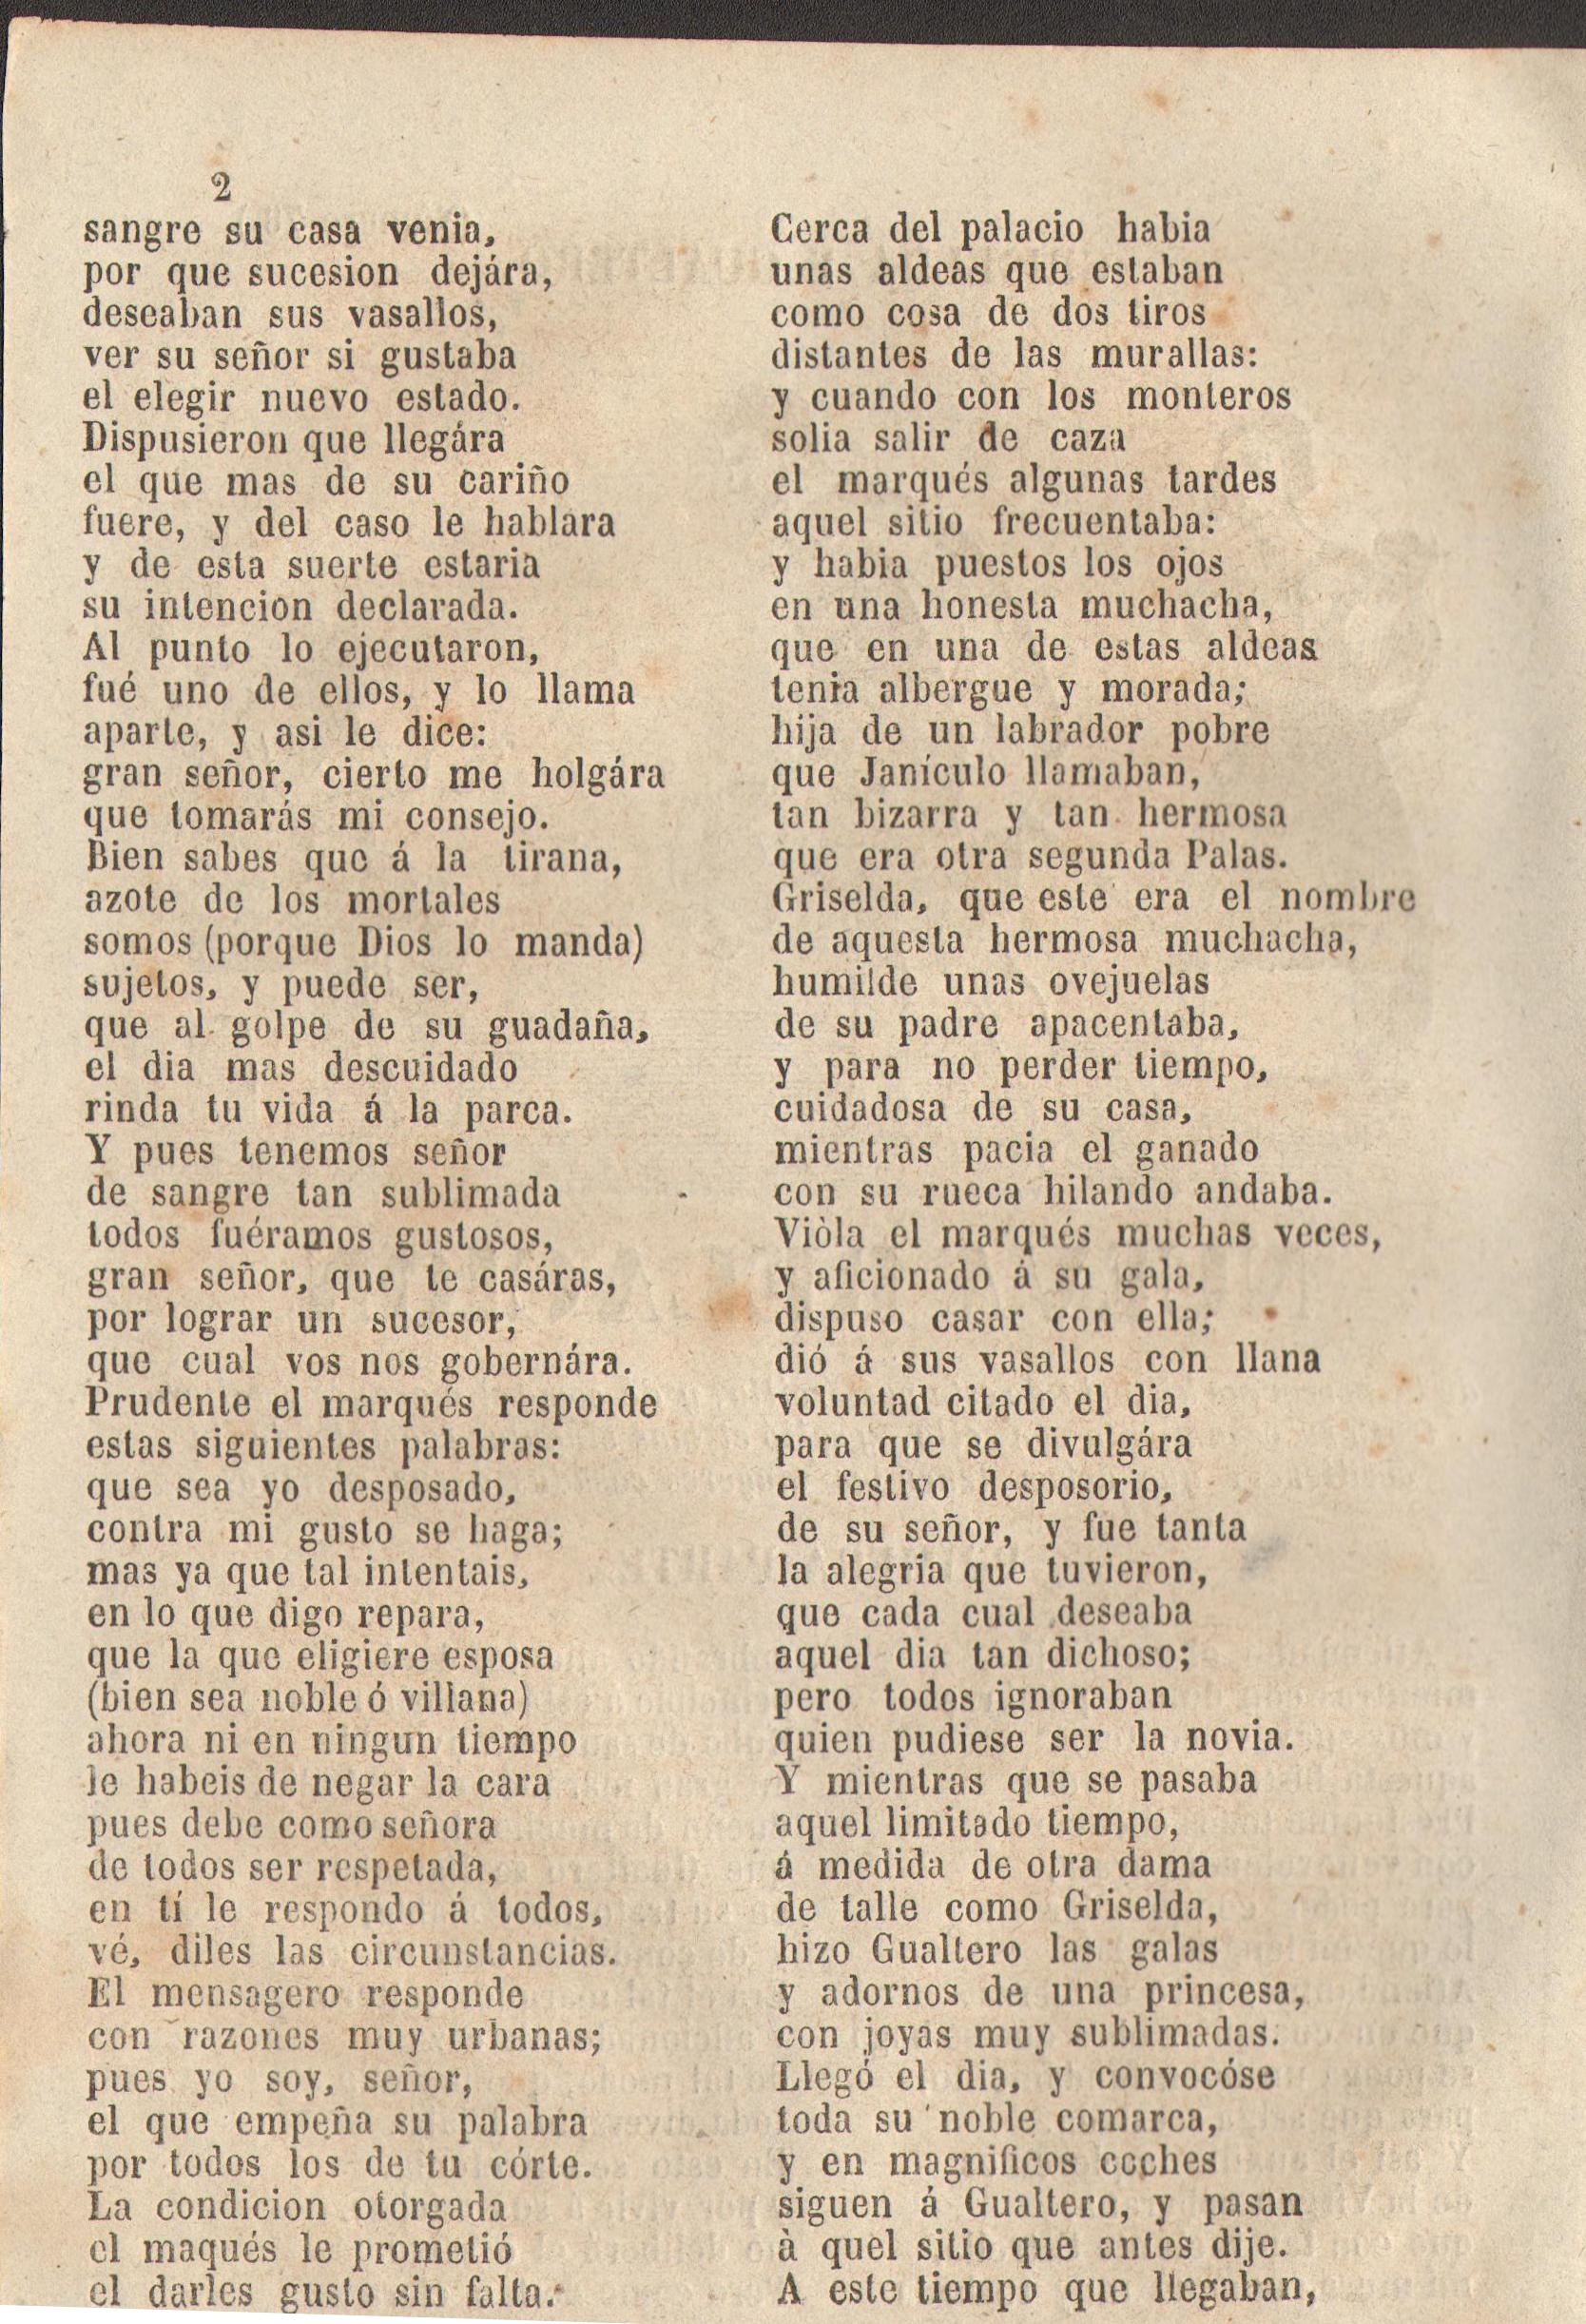 2
sangre su casa venia,
por que sucesion dejára,
deseaban sus vasallos,
ver su señor si gustaba
el elegir nuevo estado.
Dispusieron que llegára
el que mas de su cariño
fuere, y del caso le hablara
y de esta suerte estaria
su intencion declarada.
Al punto lo ejecutaron,
fué uno de ellos, y lo llama
aparte, y asi le dice:
gran señor, cierto me holgára
que tomarás mi consejo.
Bien sabes que á la tirana,
azote de los mortales
somos (porque Dios lo manda)
sujetos, y puede ser,
que al golpe de su guadaña,
el dia mas descuidado
rinda tu vida á la parca.
Y pues tenemos señor
de sangre tan sublimada
todos fuéramos gustosos,
gran señor, que te casáras,
por lograr un sucesor,
que cual vos nos gobernára.
Prudente el marqués responde
estas siguientes palabras:
que sea yo desposado,
contra mi gusto se haga;
mas ya que tal intentais,
en lo que digo repara,
que la que eligiere esposa
(bien sea noble ó villana)
ahora ni en ningun tiempo
le habeis de negar la cara
pues debe como señora
de todos ser respetada,
en tí le respondo á todos,
vé, diles las circunstancias.
El mensagero responde
con razones muy urbanas;
pues yo soy, señor,
el que empeña su palabra
por todos los de tu córte.
La condicion otorgada
el maqués le prometió
el darles gusto sin falta.
Cerca del palacio habia
unas aldeas que estaban
como cosa de dos tiros
distantes de las murallas:
y cuando con los monteros
solia salir de caza
el marqués algunas tardes
aquel sitio frecuentaba:
y habia puestos los ojos
en una honesta muchacha,
que en una de estas aldeas
tenia albergue y morada;
hija de un labrador pobre
que Janículo llamaban,
tan bizarra y tan hermosa
que era otra segunda Palas.
Griselda, que este era el nombre
de aquesta hermosa muchacha,
humilde unas ovejuelas
de su padre apacentaba,
y para no perder tiempo,
cuidadosa de su casa,
mientras pacia el ganado
con su rueca hilando andaba.
Viòla el marqués muchas veces,
y aficionado á su gala,
dispuso casar con ella;
dió á sus vasallos con llana
voluntad citado el dia,
para que se divulgára
el festivo desposorio,
de su señor, y fue tanta
la alegria que tuvieron,
que cada cual deseaba
aquel dia tan dichoso;
pero todos ignoraban
quien pudiese ser la novia.
Y mientras que se pasaba
aquel limitado tiempo,
á medida de otra dama
de talle como Griselda,
hizo Gualtero las galas
y adornos de una princesa,
con joyas muy sublimadas.
Llegó el dia, y convocóse
toda su noble comarca,
y en magnificos coches
siguen á Gualtero, y pasan
à quel sitio que antes dije.
A este tiempo que llegaban,